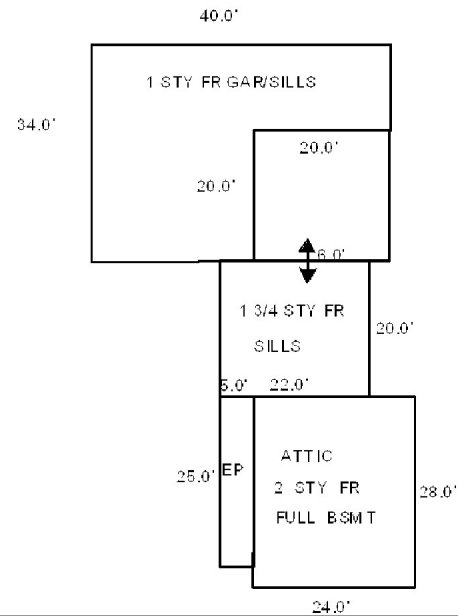 40.0'
1 STY FR GAR/SILLS
34.0'
20.0'
20.0'
6.0'
1 3/4 STY FR
20.0'
SILLS
5.0' 22.0'
ATTIC
25.0' EP
2 STY FR
28.0'
FULL BSMT
24.0'